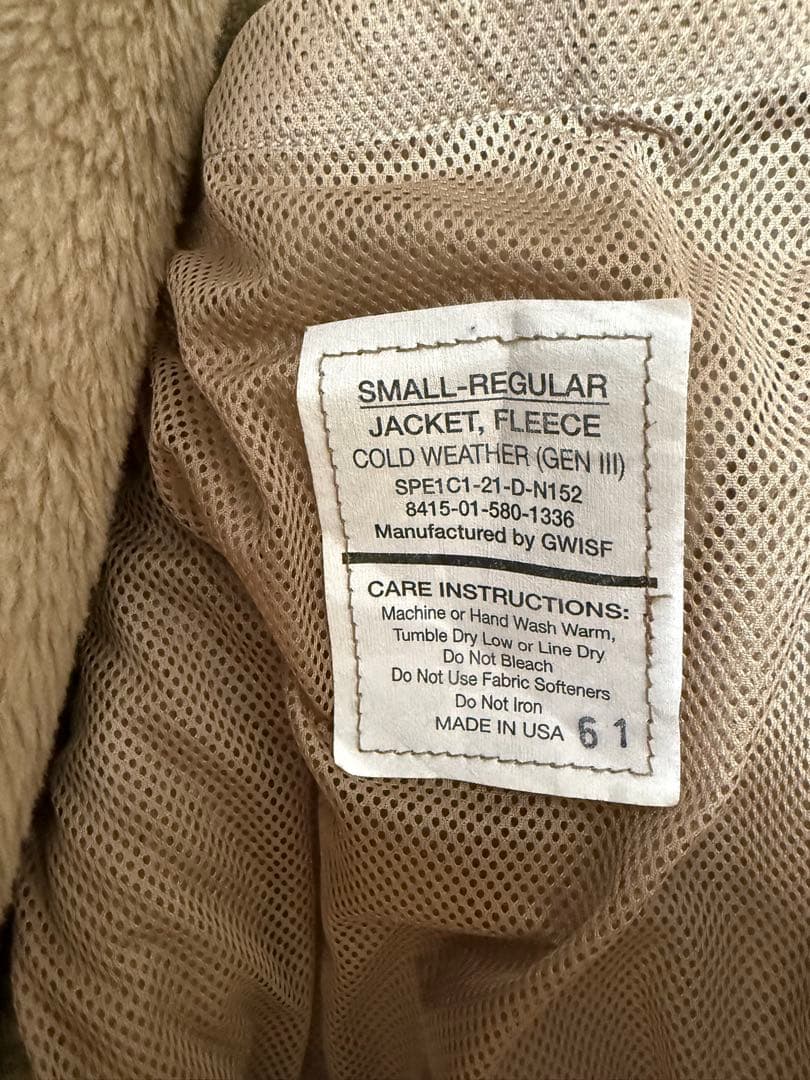 SMALL-REGULAR
JACKET, FLEECE
COLD WEATHER (GEN III)
SPE1C1-21-D-N152
8415-01-580-1336
Manufactured by GWISF
CARE INSTRUCTIONS:
Machine or Hand Wash Warm,
Tumble Dry Low or Line Dry
Do Not Bleach
Do Not Use Fabric Softeners
Do Not Iron
MADE IN USA 61